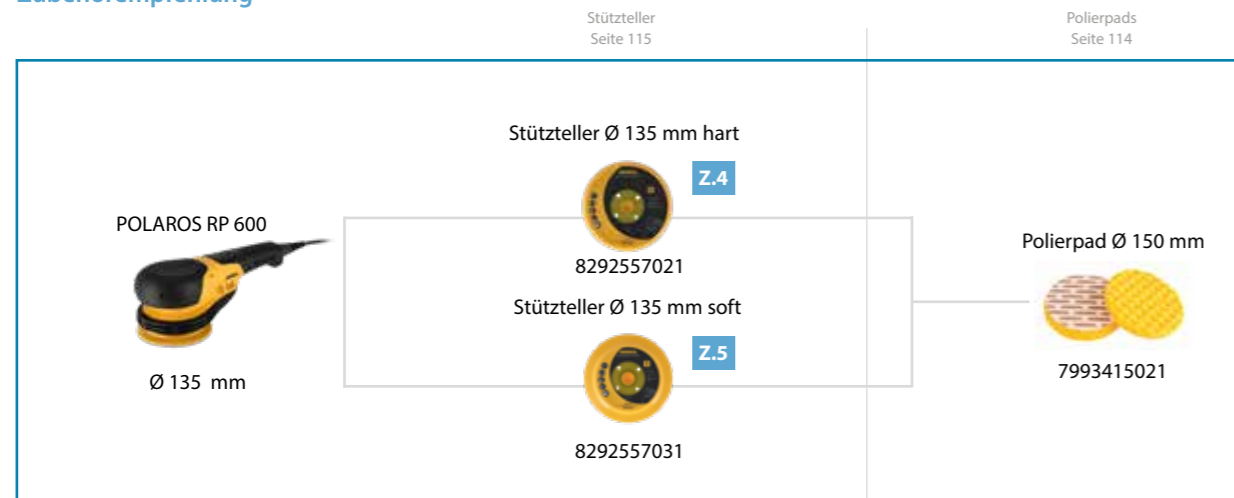 Stützteller
Seite 115
Polierpads
Seite 114
Stützteller Ø 135 mm hart
Z.4
8292557021
POLAROS RP 600
Ø 135 mm
Stützteller Ø 135 mm soft
Z.5
8292557031
Polierpad Ø 150 mm
7993415021